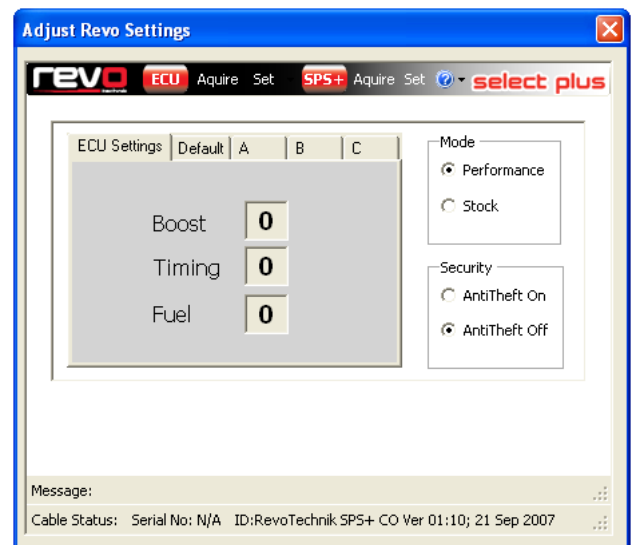 Adjust Revo Settings
revo ECU Aquire Set SPS+ Aquire Set ? select plus
technik
ECU Settings Default A B C
Boost 0
Timing 0
Fuel 0
Mode
Performance
Stock
Security
AntiTheft On
AntiTheft Off
Message:
Cable Status: Serial No: N/A ID:RevoTechnik SPS+ CO Ver 01:10; 21 Sep 2007